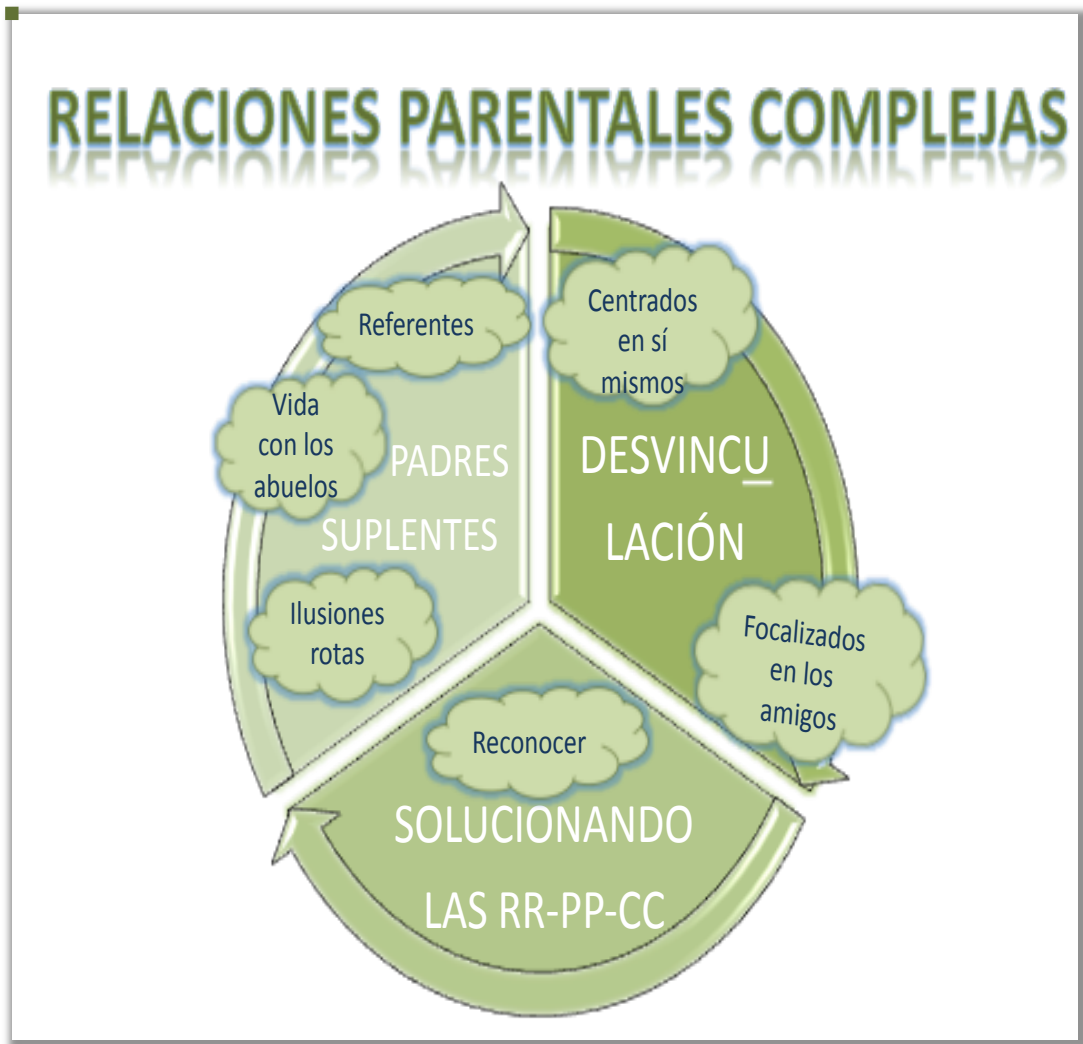 RELACIONES PARENTALES COMPLEJAS
Referentes
Vida
con los
abuelos
PADRES
SUPLENTES
Ilusiones
rotas
Centrados
en sí
mismos
DESVINCU
LACIÓN
Focalizados
en los
amigos
Reconocer
SOLUCIONANDO
LAS RR-PP-CC